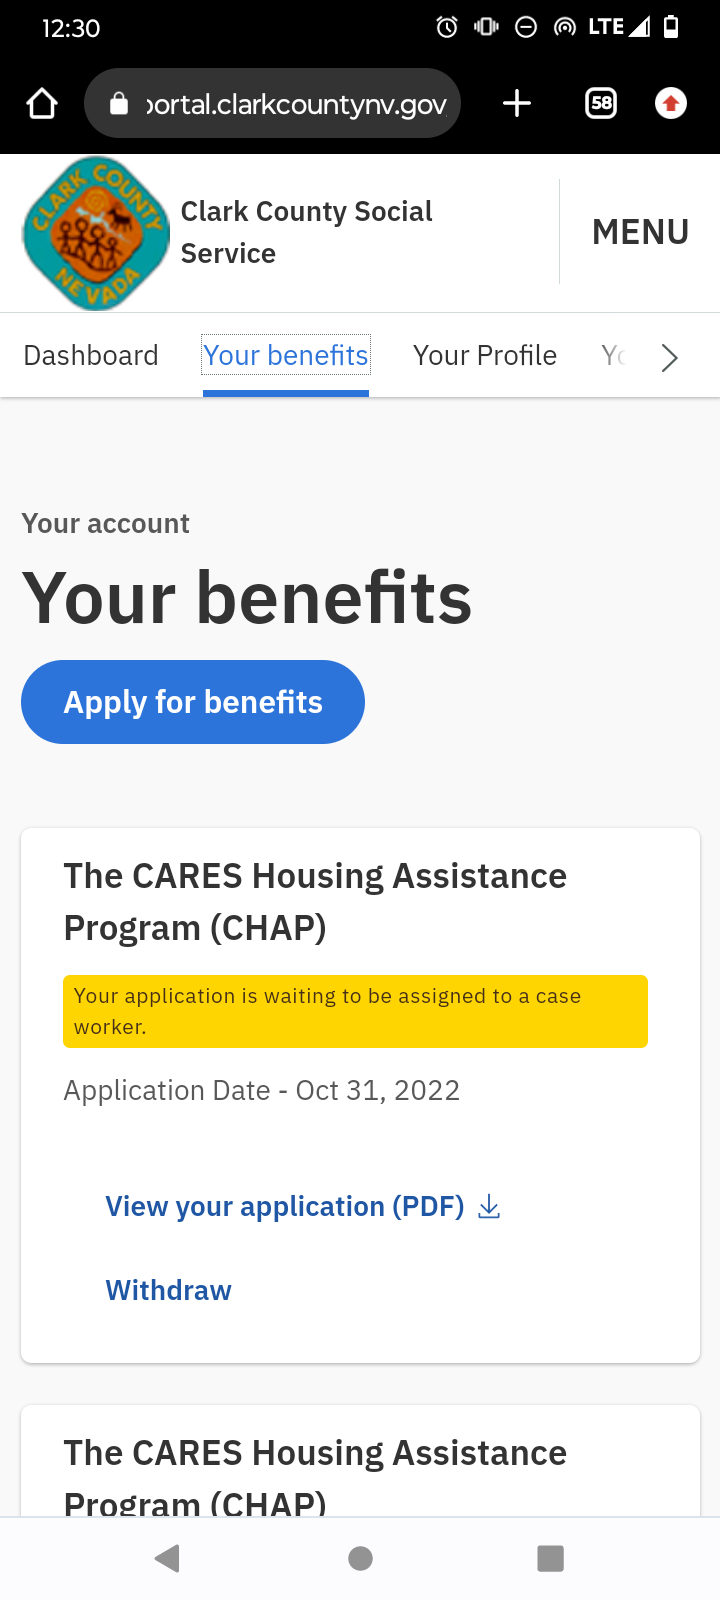 12:30
LTE
portal.clarkcountynv.gov
58
CLARK COUNTY
NEVADA
Clark County Social
Service
MENU
Dashboard
Your benefits
Your Profile
Yo
Your account
Your benefits
Apply for benefits
The CARES Housing Assistance
Program (CHAP)
Your application is waiting to be assigned to a case
worker.
Application Date - Oct 31, 2022
View your application (PDF)
Withdraw
The CARES Housing Assistance
Program (CHAP)